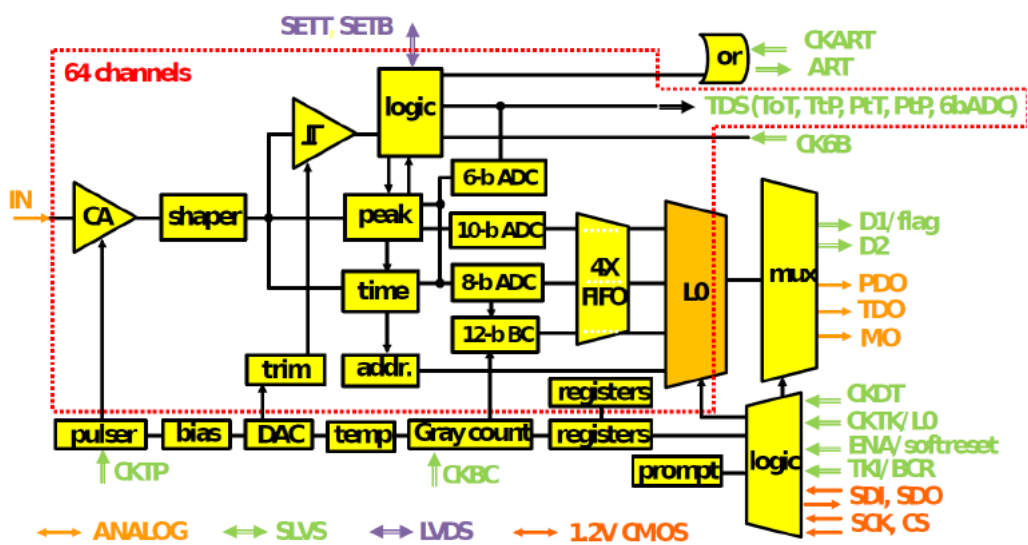 SETT, SETB
CKART
or
ART
64 channels
logic
TDS (ToT, TtP, PtT, PtP, 6bADC)
CK6B
6-b ADC
IN
CA
shaper
peak
10-b ADC
4X
FIFO
L0
mux
D1/flag
D2
time
8-b ADC
PDO
TDO
12-b BC
MO
trim
addr.
registers
CKDT
CKTK/L0
pulser
bias
DAC
temp
Gray count
registers
logic
ENA/softreset
prompt
TKI/BCR
CKTP
CKBC
SDI, SDO
SCK, CS
ANALOG
SLVS
LVDS
1.2V CMOS